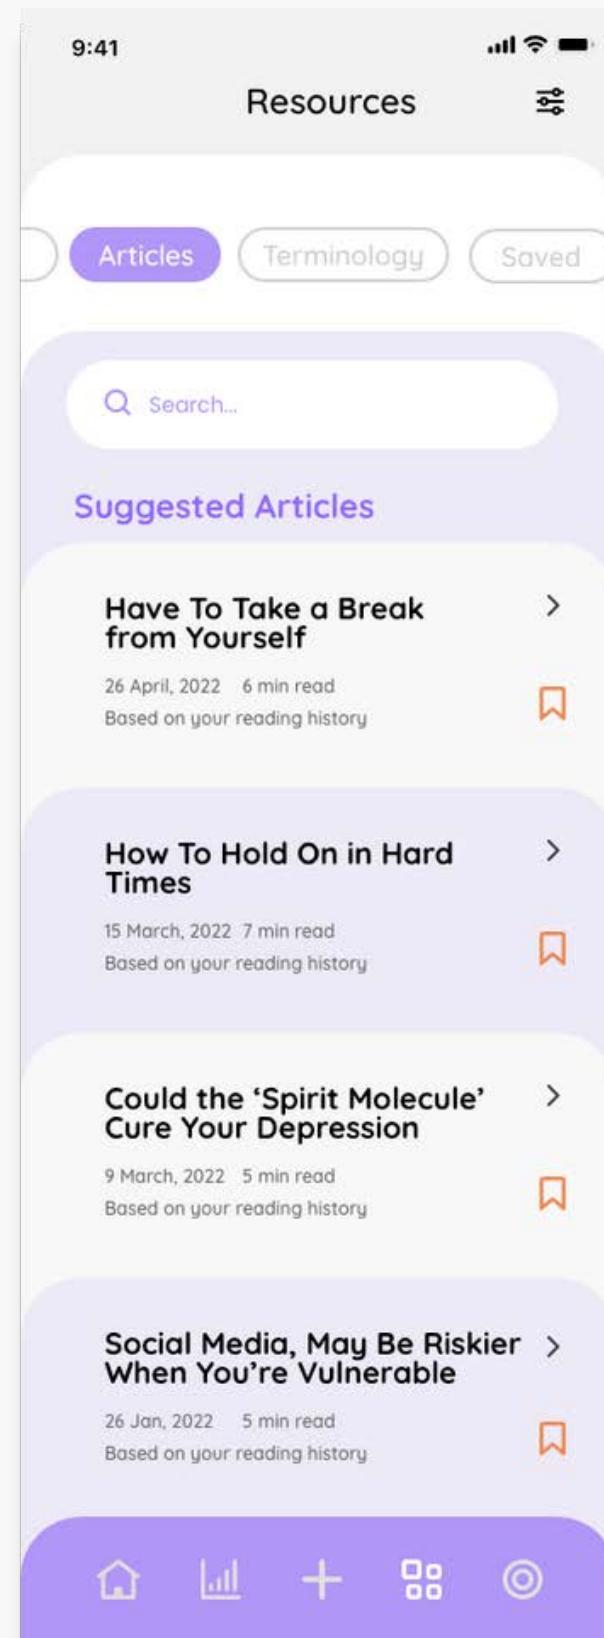 9:41
Resources
Articles Terminology Saved
Search...
Suggested Articles
Have To Take a Break
from Yourself
26 April, 2022 6 min read
Based on your reading history
How To Hold On in Hard
Times
15 March, 2022 7 min read
Based on your reading history
Could the ‘Spirit Molecule’
Cure Your Depression
9 March, 2022 5 min read
Based on your reading history
Social Media, May Be Riskier
When You’re Vulnerable
26 Jan, 2022 5 min read
Based on your reading history